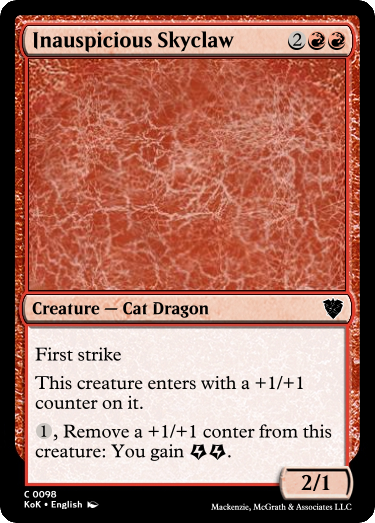 Inauspicious Skyclaw 2
Creature — Cat Dragon
First strike
This creature enters with a +1/+1
counter on it.
1, Remove a +1/+1 conter from this
creature: You gain .
2/1
C 0098
KoK • English
Mackenzie, McGrath & Associates LLC